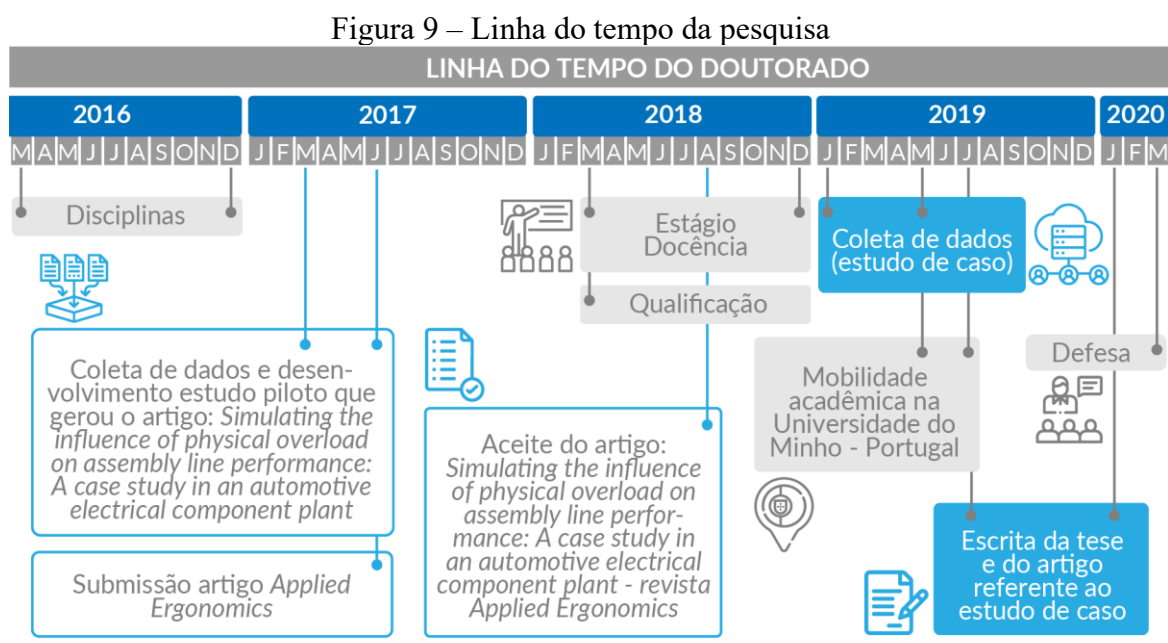 Figura 9 – Linha do tempo da pesquisa
LINHA DO TEMPO DO DOUTORADO
2016 2017 2018 2019 2020
M A M J J A S O N D J F M A M J J A S O N D J F M A M J J A S O N D J F M A M J J A S O N D J F M
Disciplinas
Estágio
Docência
Qualificação
Coleta de dados
(estudo de caso)
Coleta de dados e desen-
volvimento estudo piloto que
gerou o artigo: Simulating the
influence of physical overload
on assembly line performance:
A case study in an automotive
electrical component plant
Submissão artigo Applied
Ergonomics
Aceite do artigo:
Simulating the influence
of physical overload on
assembly line perfor-
mance: A case study in
an automotive electrical
component plant - revista
Applied Ergonomics
Mobilidade
acadêmica na
Universidade do
Minho - Portugal
Defesa
Escrita da tese
e do artigo
referente ao
estudo de caso